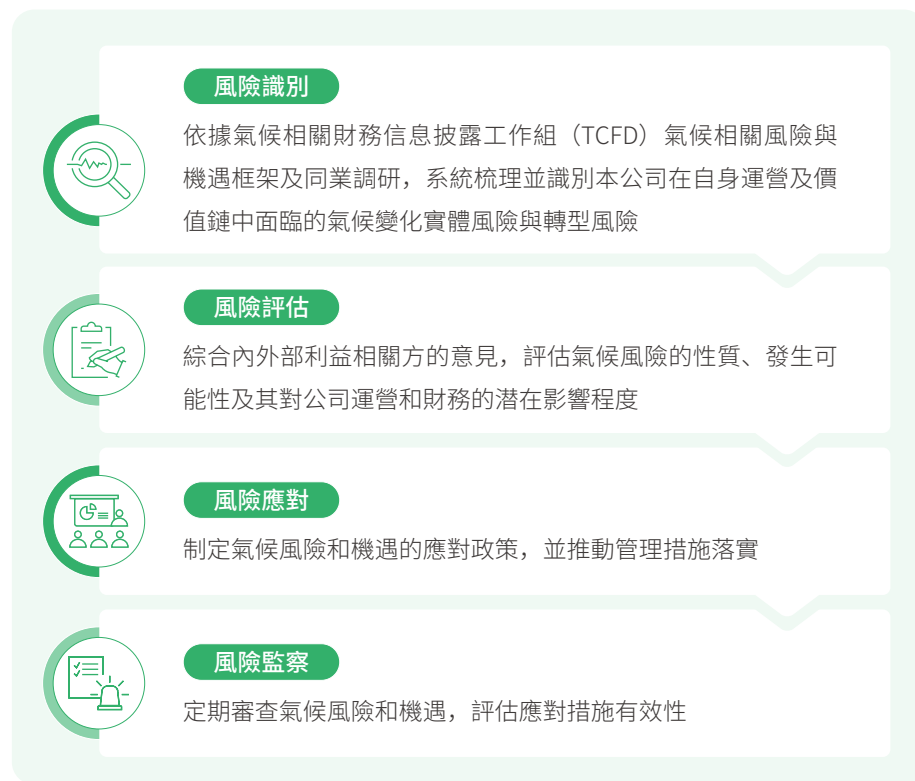 風險識別
依據氣候相關財務信息披露工作組（TCFD）氣候相關風險與
機遇框架及同業調研，系統梳理並識別本公司在自身運營及價
值鏈中面臨的氣候變化實體風險與轉型風險
風險評估
綜合內外部利益相關方的意見，評估氣候風險的性質、發生可
能性及其對公司運營和財務的潜在影響程度
風險應對
制定氣候風險和機遇的應對政策，並推動管理措施落實
風險監察
定期審查氣候風險和機遇，評估應對措施有效性